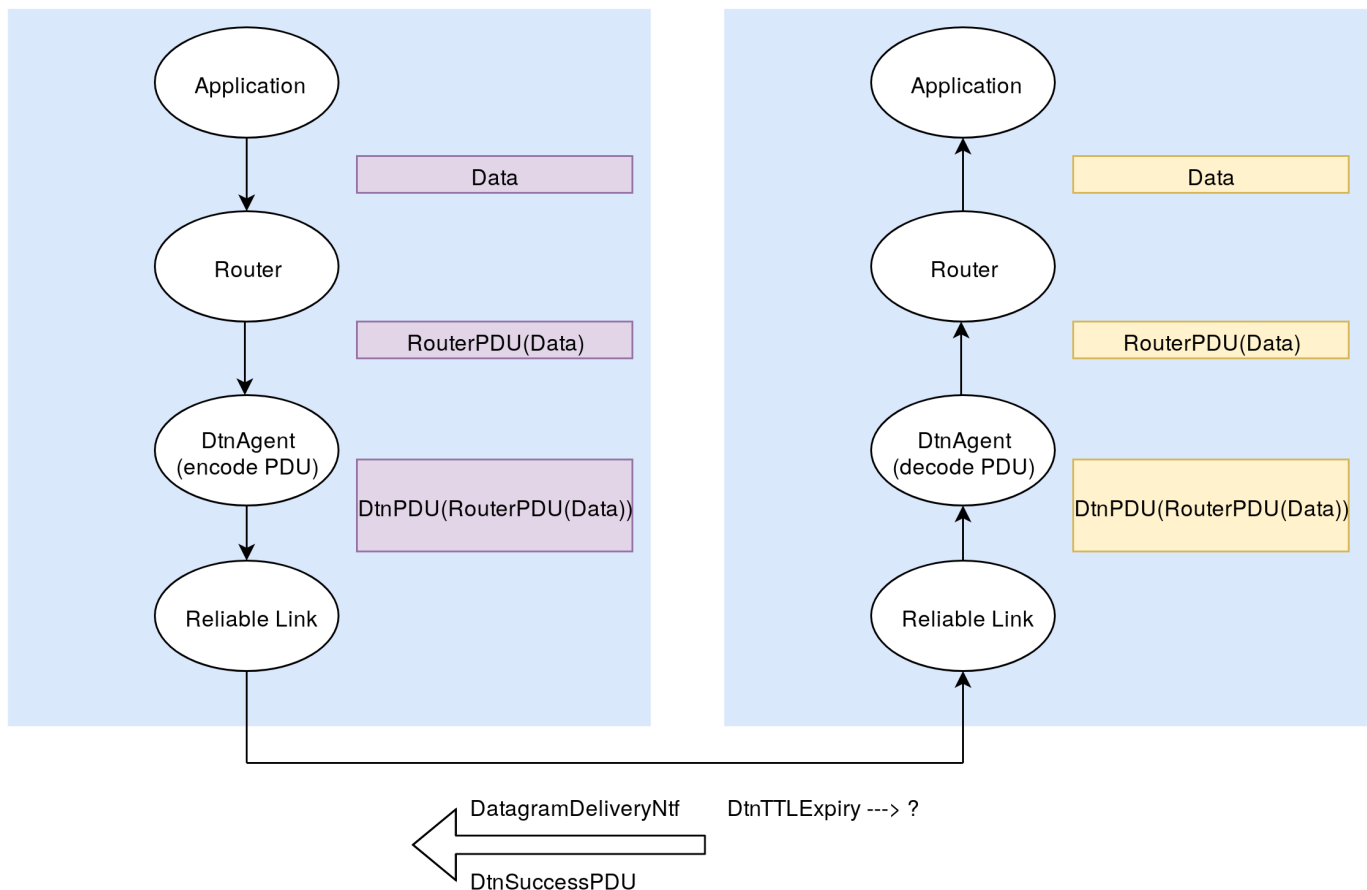 Application
Data
Router
RouterPDU(Data)
DtnAgent
(encode PDU)
DtnPDU(RouterPDU(Data))
Reliable Link
Application
Data
Router
RouterPDU(Data)
DtnAgent
(decode PDU)
DtnPDU(RouterPDU(Data))
Reliable Link
DatagramDeliveryNtf
DtnTTLExpiry ---> ?
DtnSuccessPDU